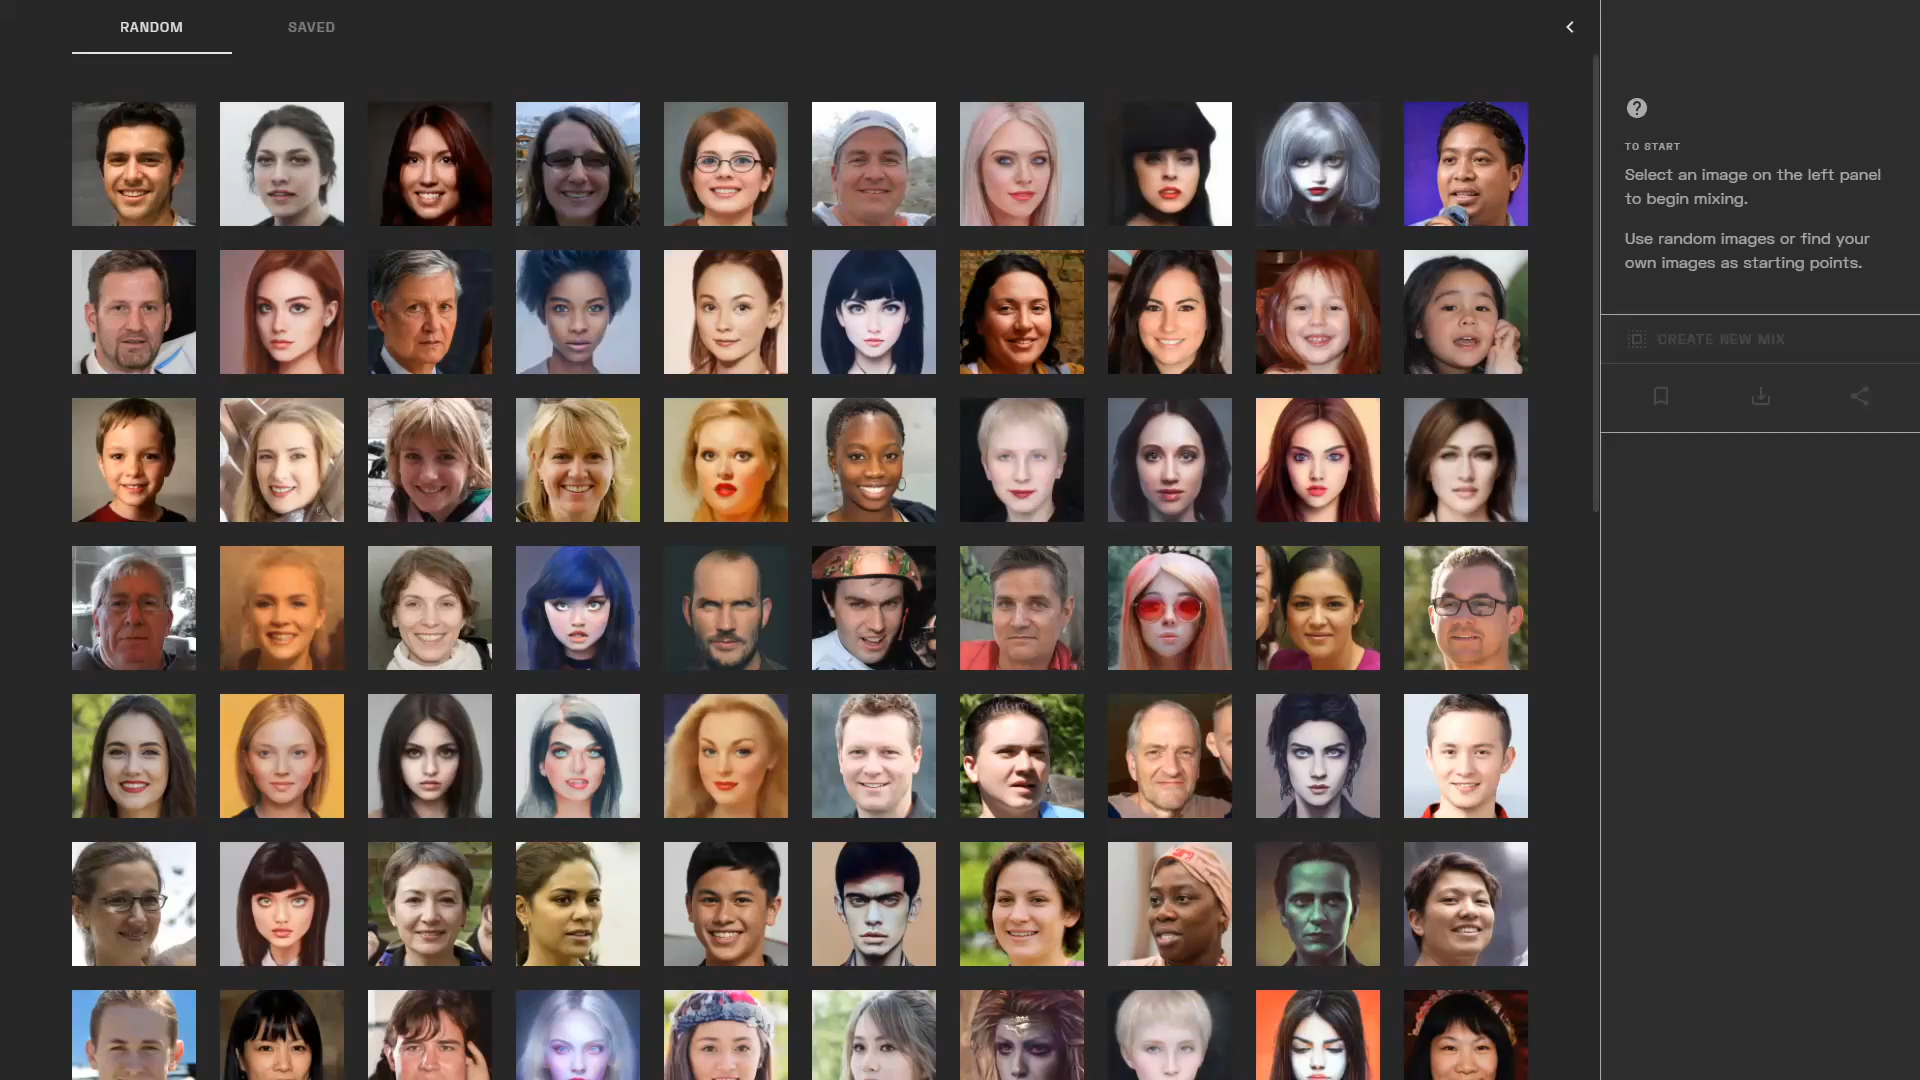 RANDOM
SAVED
TO START
Select an image on the left panel
to begin mixing.
Use random images or find your
own images as starting points.
CREATE NEW MIX